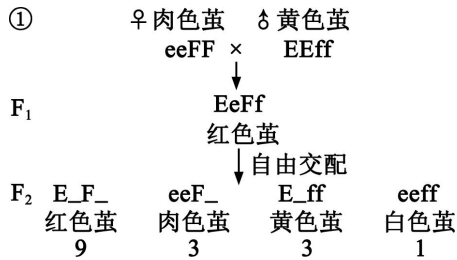 ① ♀肉色茧 ♂黄色茧
eeFF × EEff
F₁ EeFf
红色茧
自由交配
F₂ E_F_ eeF_ E_ff eeff
红色茧 肉色茧 黄色茧 白色茧
9 3 3 1